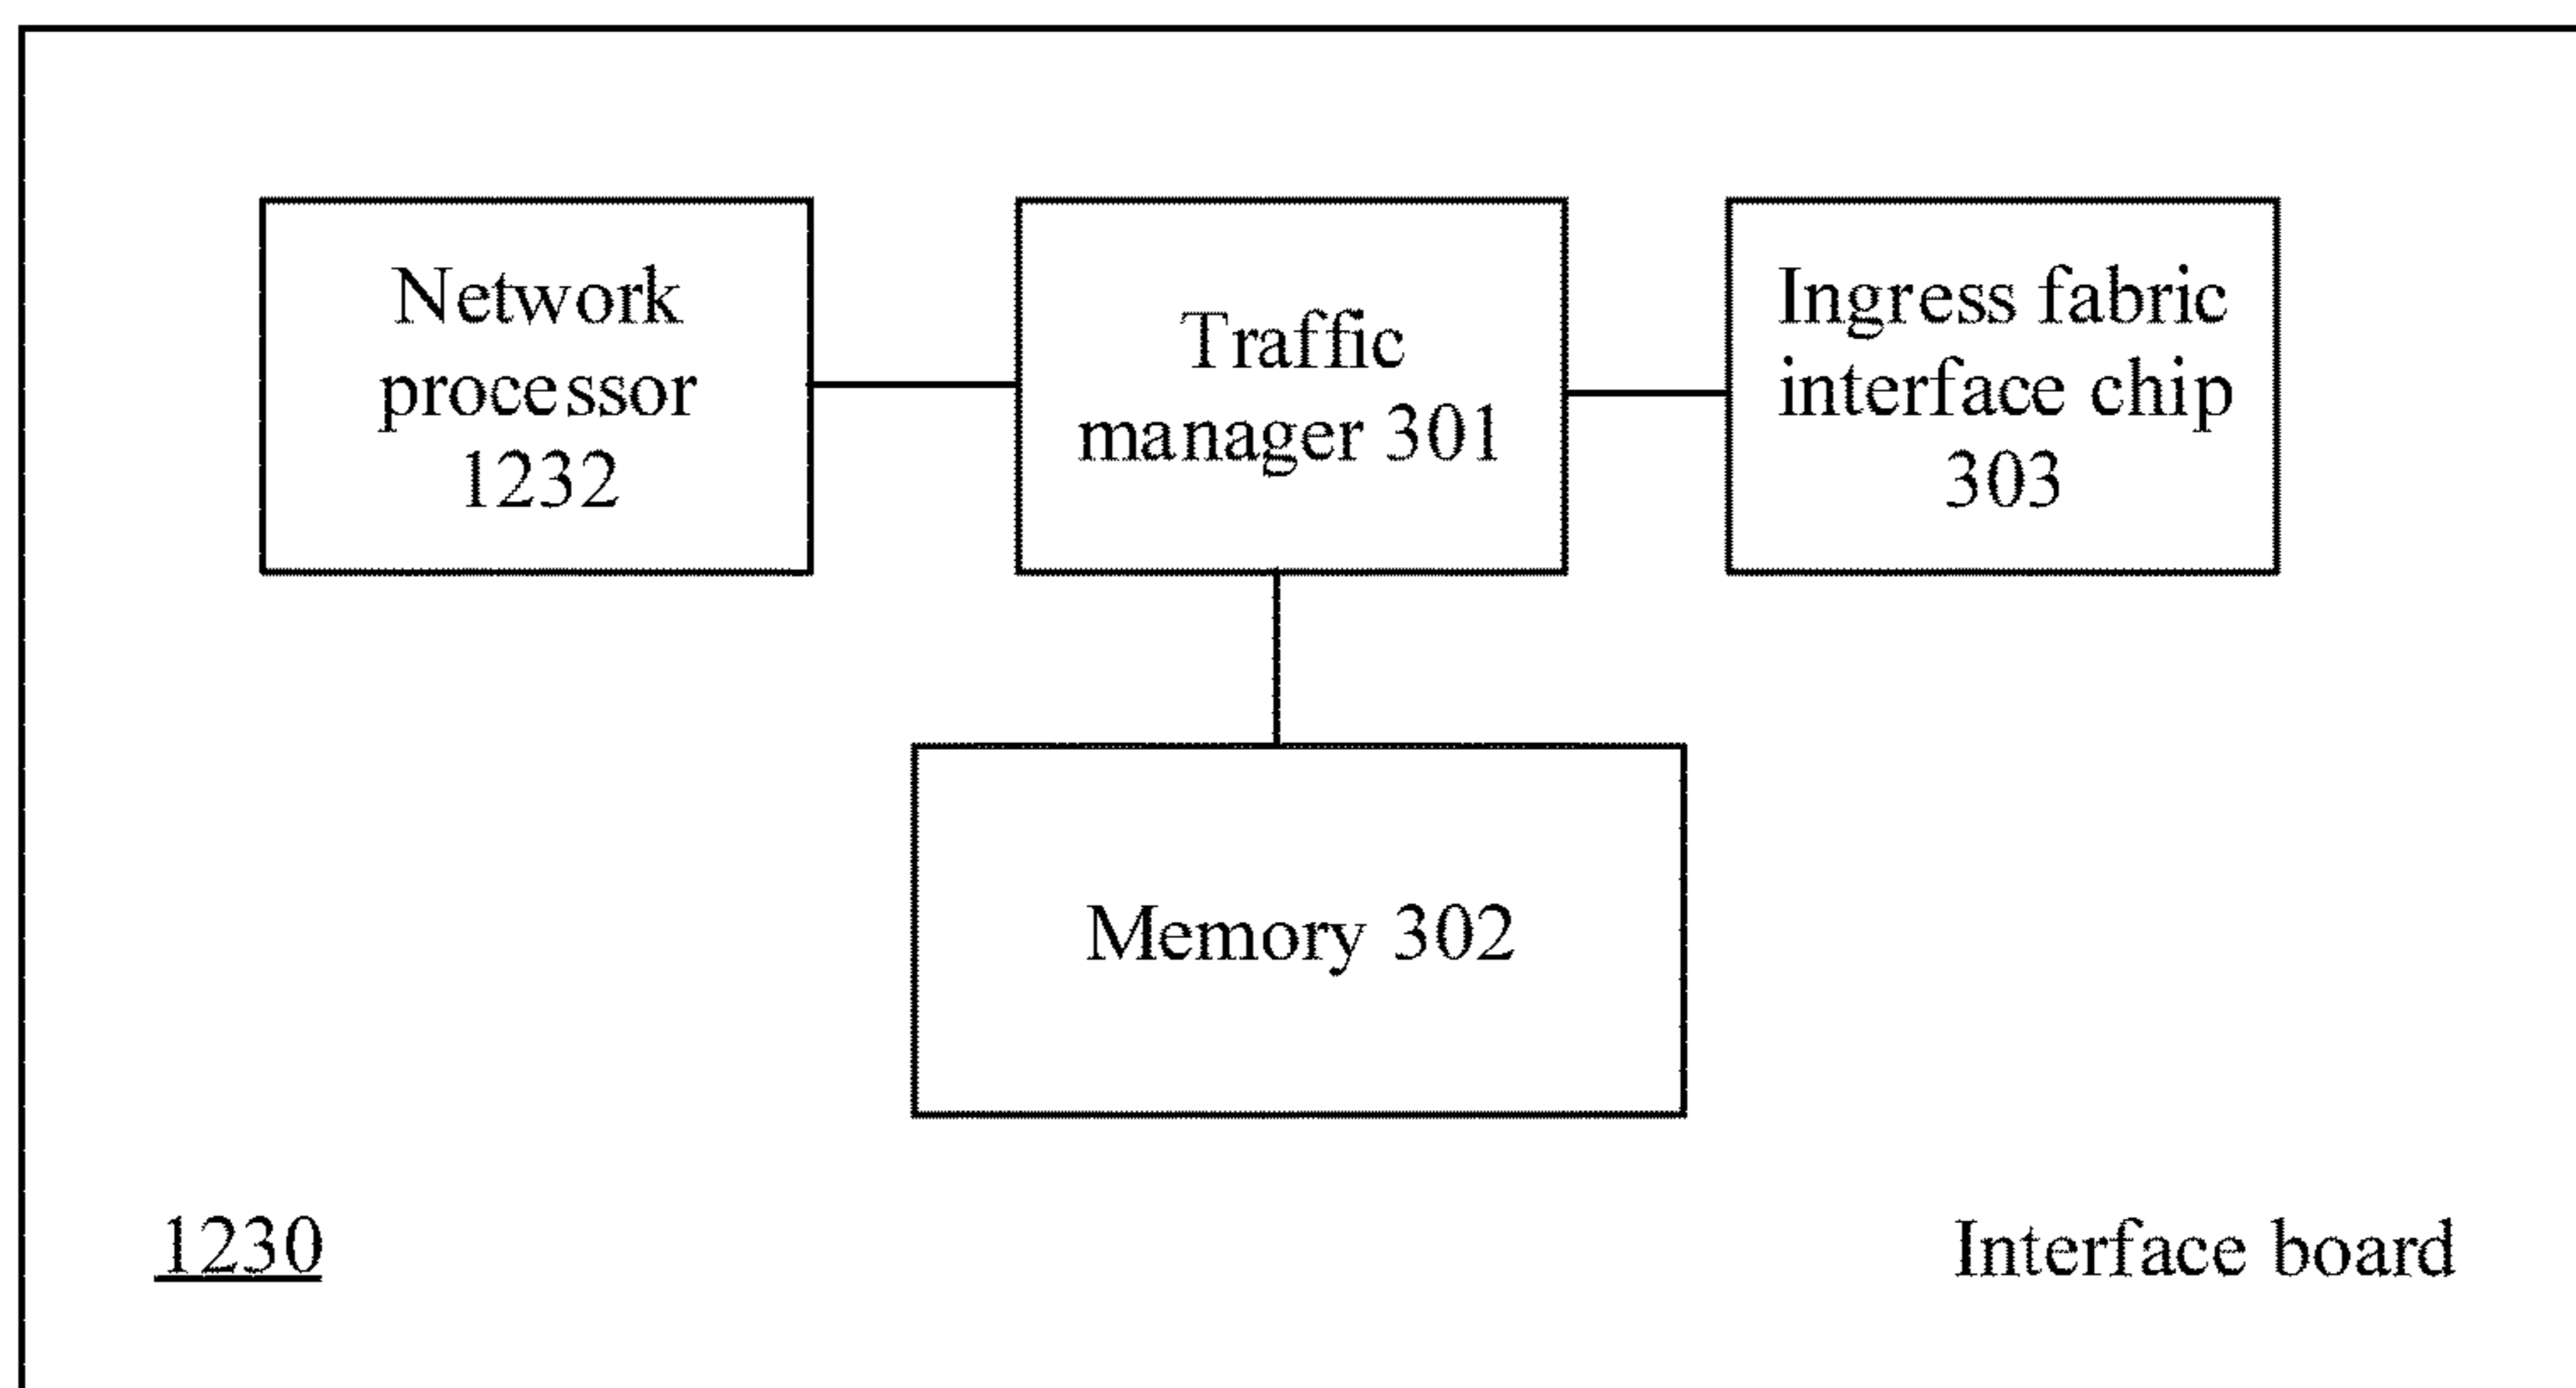 Network
processor
1232
Traffic
manager 301
Ingress fabric
interface chip
303
Memory 302
1230
Interface board